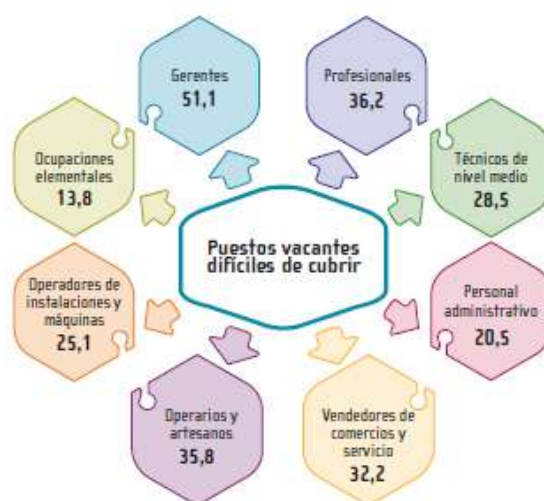 Gerentes
51,1
Profesionales
36,2
Ocupaciones
elementales
13,8
Técnicos de
nivel medio
28,5
Puestos vacantes
difíciles de cubrir
Operadores de
instalaciones y
máquinas
25,1
Personal
administrativo
20,5
Operarios y
artesanos
35,8
Vendedores de
comercios y
servicio
32,2